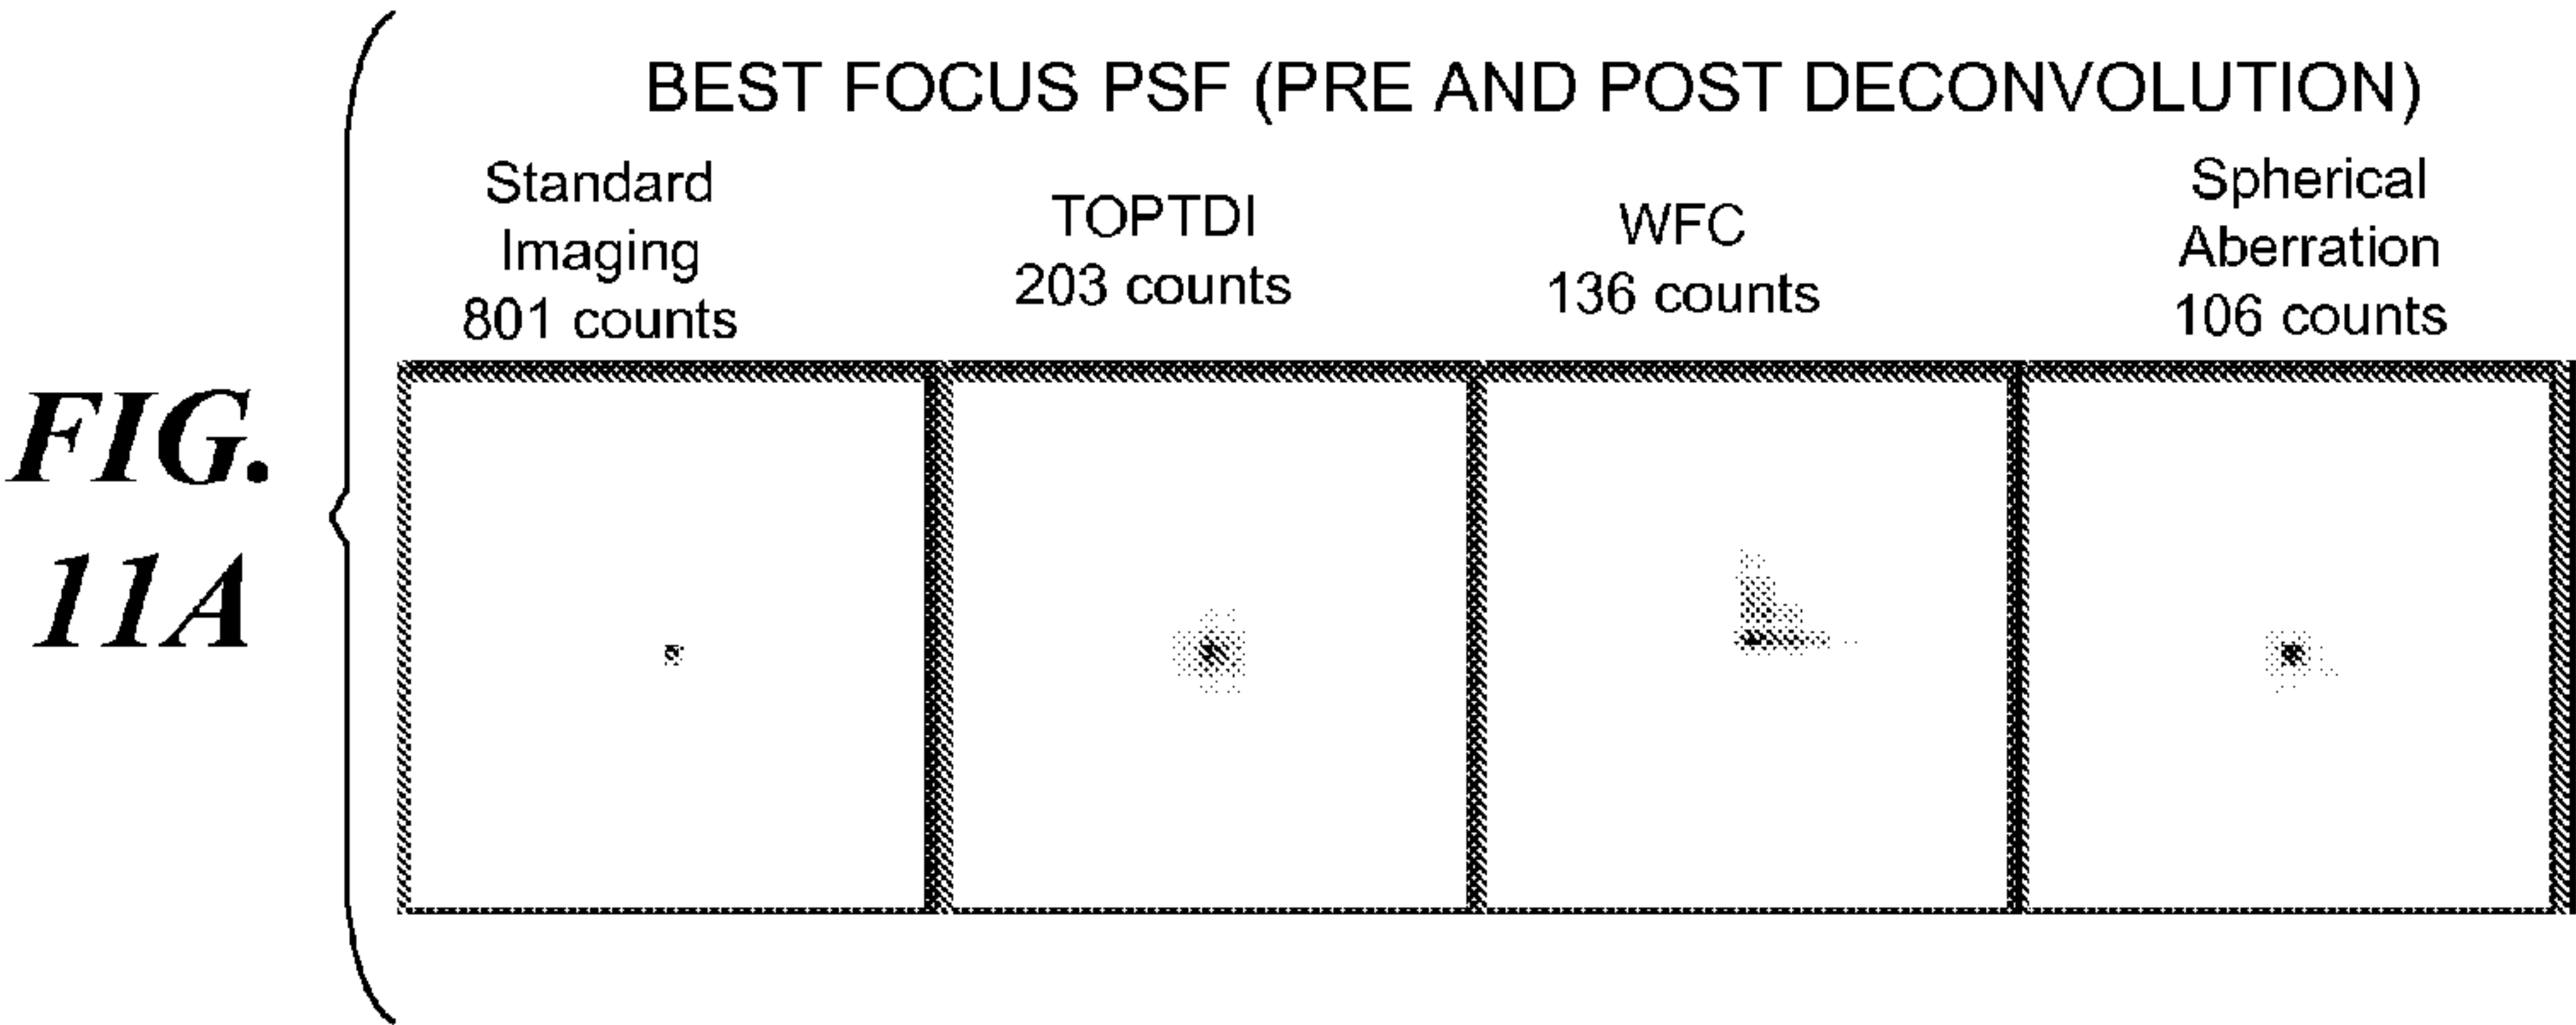 BEST FOCUS PSF (PRE AND POST DECONVOLUTION)
Standard
Imaging
801 counts
TOPTDI
203 counts
WFC
136 counts
Spherical
Aberration
106 counts
FIG.
11A